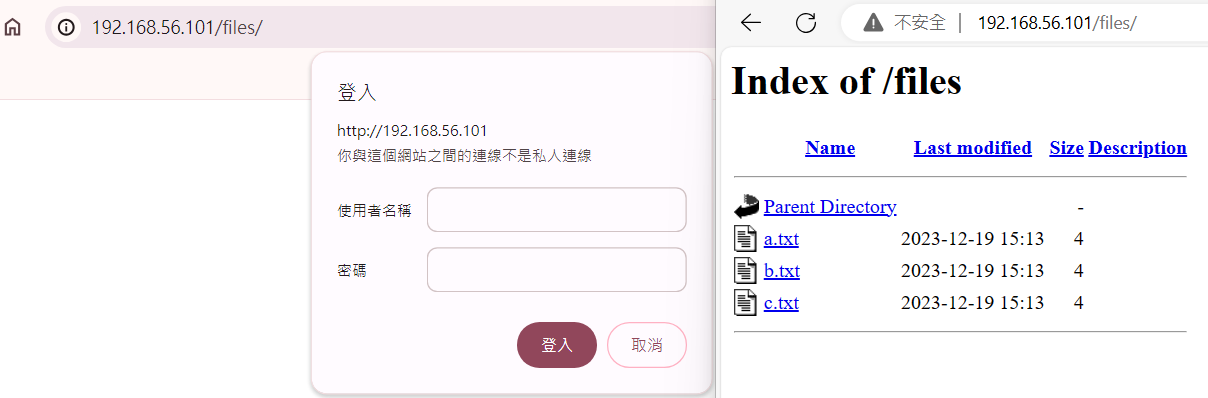 192.168.56.101/files/
登入
http://192.168.56.101
你與這個網站之間的連線不是私人連線
使用者名稱
密碼
登入 取消
不安全 192.168.56.101/files/
Index of /files
Name Last modified Size Description
Parent Directory -
a.txt 2023-12-19 15:13 4
b.txt 2023-12-19 15:13 4
c.txt 2023-12-19 15:13 4